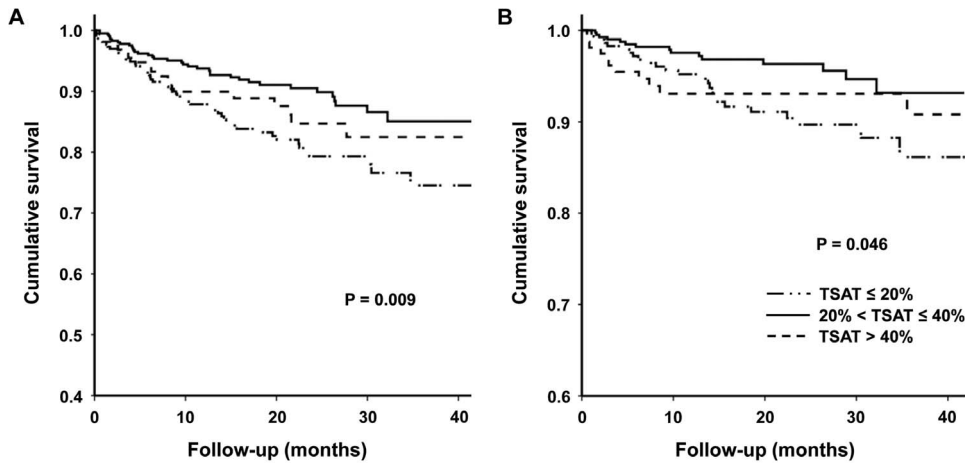 A
Cumulative survival
1.0
0.9
0.8
0.7
0.8
0.5
0.4
P = 0.009
0 10 20 30 40
Follow-up (months)
B
Cumulative survival
1.0
0.9
0.8
0.7
0.6
P = 0.046
TSAT ≤ 20%
20% < TSAT ≤ 40%
TSAT > 40%
0 10 20 30 40
Follow-up (months)